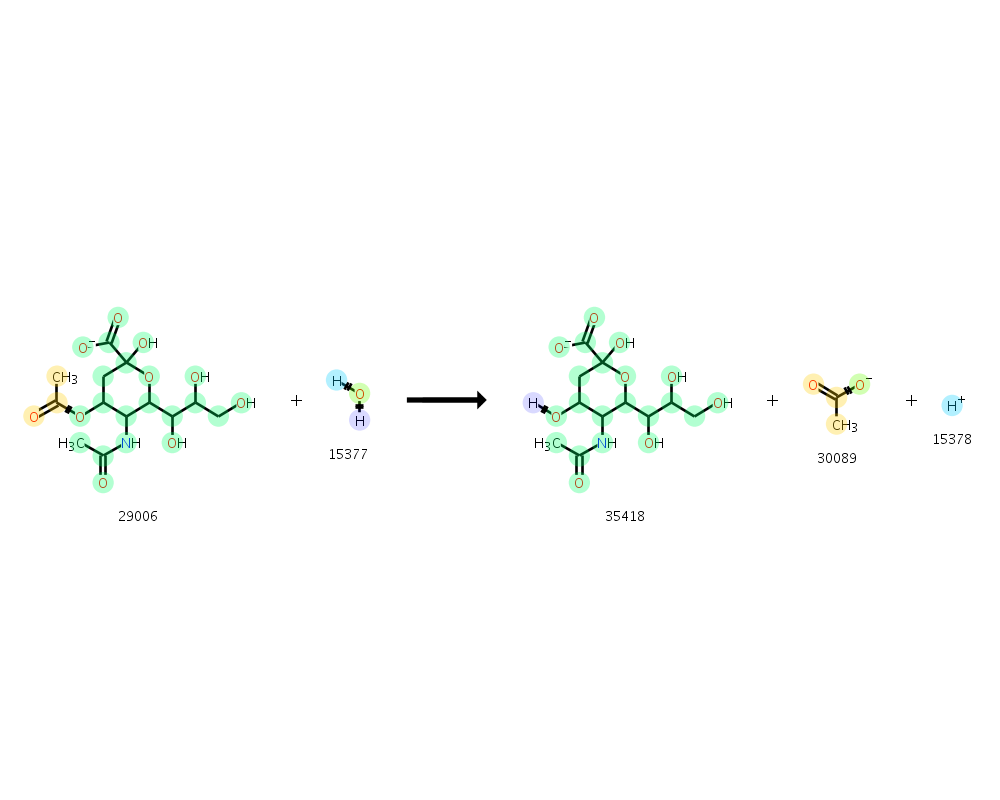 O
O⁻
OH
CH3
O
OH
O
O
OH
H3C
NH
OH
O
29006
+
H
O
H
15377
O
O⁻
OH
O
OH
H
O
OH
H3C
NH
OH
O
35418
+
O
O⁻
CH3
30089
+
H⁺
15378